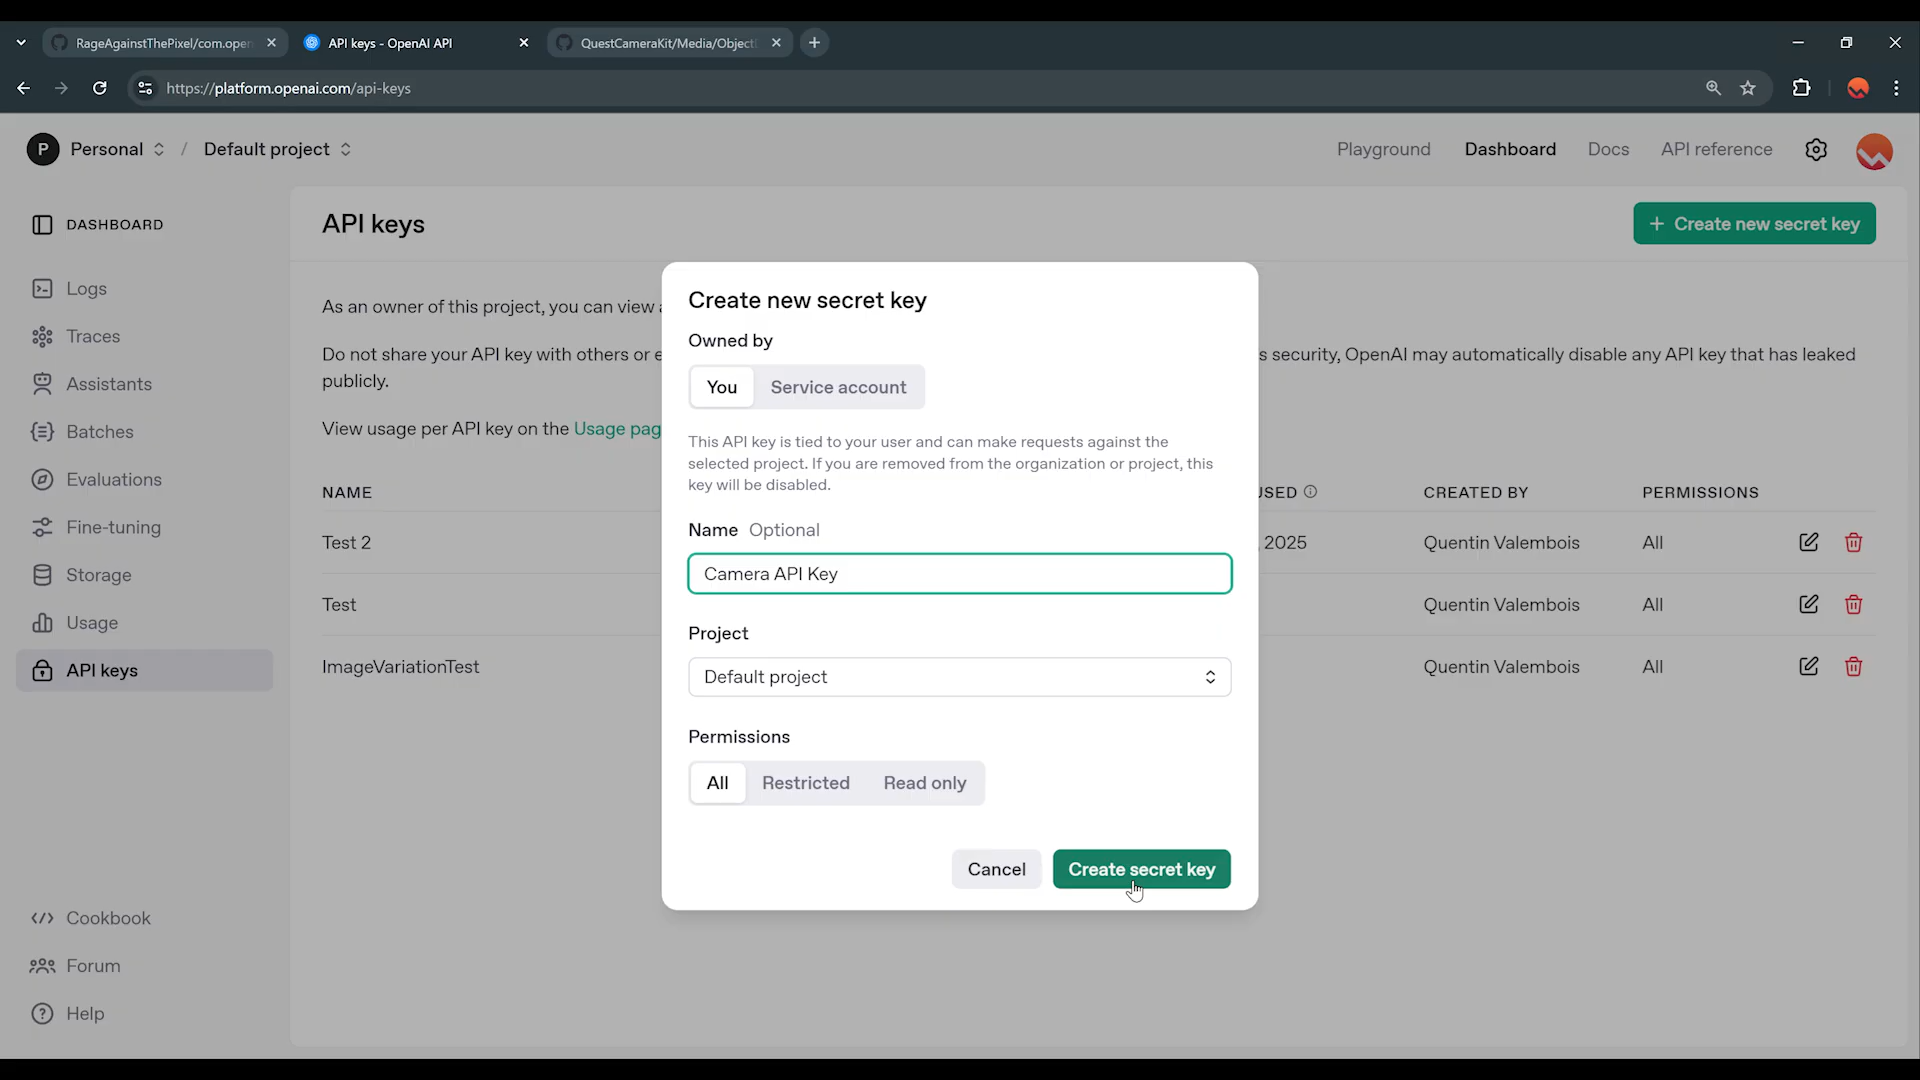 RageAgainstThePixel/com.open
API keys - OpenAI API
QuestCameraKit/Media/Object
https://platform.openai.com/api-keys
P Personal / Default project
Playground Dashboard Docs API reference
DASHBOARD
Logs
Traces
Assistants
Batches
Evaluations
Fine-tuning
Storage
Usage
API keys
Cookbook
Forum
Help
API keys
+ Create new secret key
As an owner of this project, you can view
Do not share your API key with others or e
s security, OpenAI may automatically disable any API key that has leaked
publicly.
View usage per API key on the Usage pag
NAME USED CREATED BY PERMISSIONS
Test 2 2025 Quentin Valembois All
Test Quentin Valembois All
ImageVariationTest Quentin Valembois All
Create new secret key
Owned by
You Service account
This API key is tied to your user and can make requests against the
selected project. If you are removed from the organization or project, this
key will be disabled.
Name Optional
Camera API Key
Project
Default project
Permissions
All Restricted Read only
Cancel Create secret key